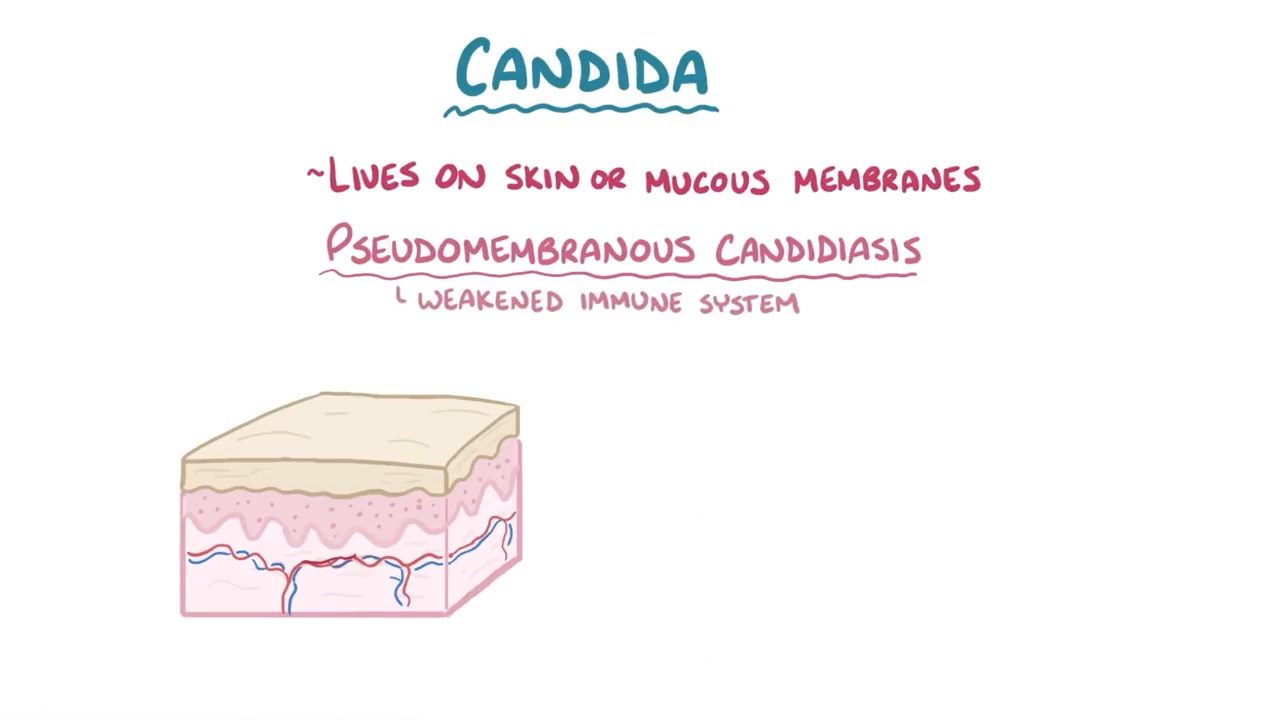 CANDIDA
~LIVES ON SKIN OR MUCOUS MEMBRANES
PSEUDOMEMBRANOUS CANDIDIASIS
└ WEAKENED IMMUNE SYSTEM